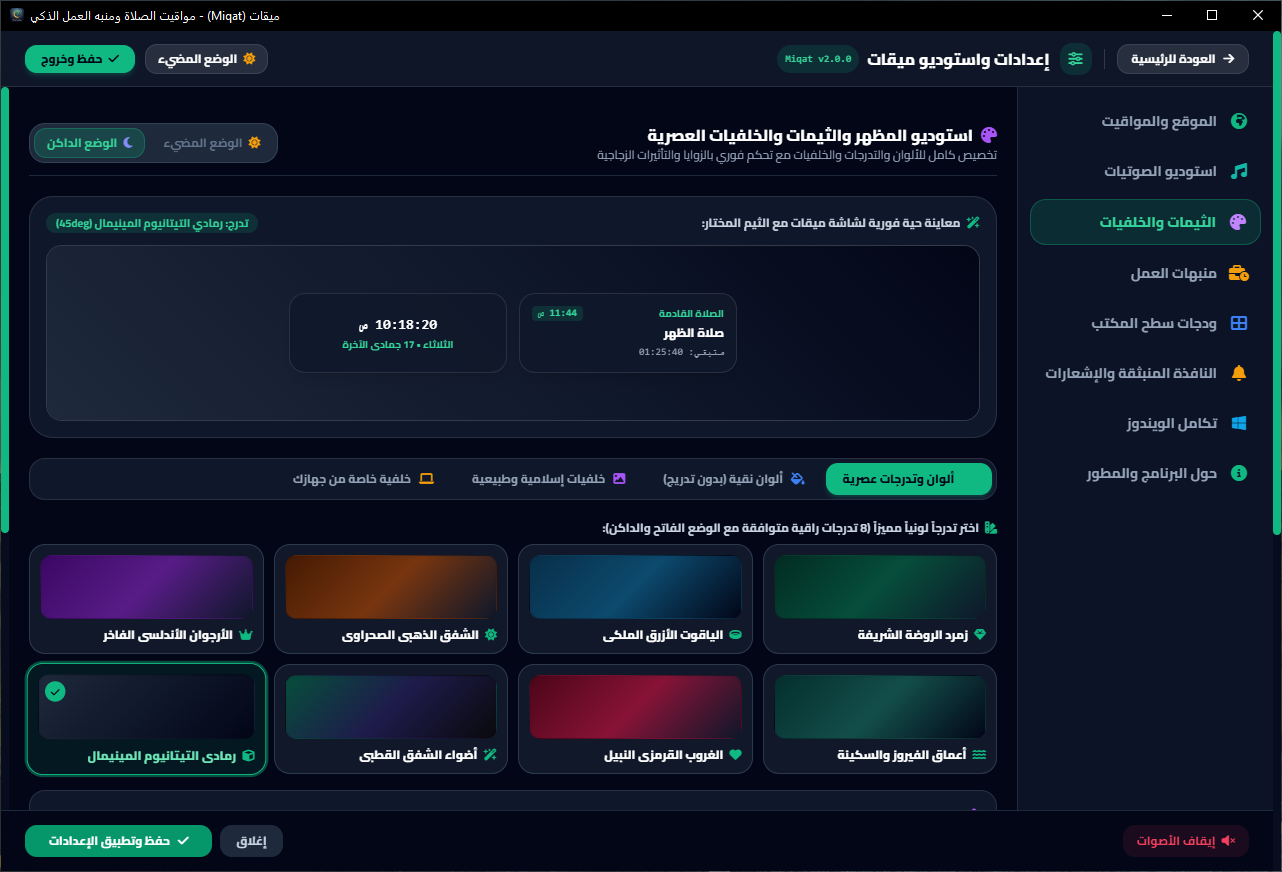 ميقات (Miqat) - مواقيت الصلاة ومنبه العمل الذكي
العودة للرئيسية
إعدادات واستوديو ميقات
Miqat v2.0.0
الوضع المضيء
حفظ وخروج
الموقع والمواقيت
استوديو الصوتيات
الثيمات والخلفيات
منبهات العمل
ودجات سطح المكتب
النافذة المنبثقة والإشعارات
تكامل الويندوز
حول البرنامج والمطور
استوديو المظهر والثيمات والخلفيات العصرية
تخصيص كامل للألوان والتدرجات والخلفيات مع تحكم فوري بالزوايا والتأثيرات الزجاجية
الوضع المضيء
الوضع الداكن
معاينة حية فورية لشاشة ميقات مع الثيم المختار:
تدرج: رمادي التيتانيوم المينيمال (45deg)
الصلاة القادمة
11:44 ص
صلاة الظهر
متبقي: 01:25:40
10:18:20 ص
الثلاثاء • 17 جمادى الآخرة
ألوان وتدرجات عصرية
ألوان نقية (بدون تدريج)
خلفيات إسلامية وطبيعية
خلفية خاصة من جهازك
اختر تدرجاً لونياً مميزاً (8 تدرجات راقية متوافقة مع الوضع الفاتح والداكن):
زمرد الروضة الشريفة
الياقوت الأزرق الملكي
الشفق الذهبي الصحراوي
الأرجوان الأندلسي الفاخر
أعماق الفيروز والسكينة
الغروب القرمزي النبيل
أضواء الشفق القطبي
رمادي التيتانيوم المينيمال
إيقاف الأصوات
إغلاق
حفظ وتطبيق الإعدادات